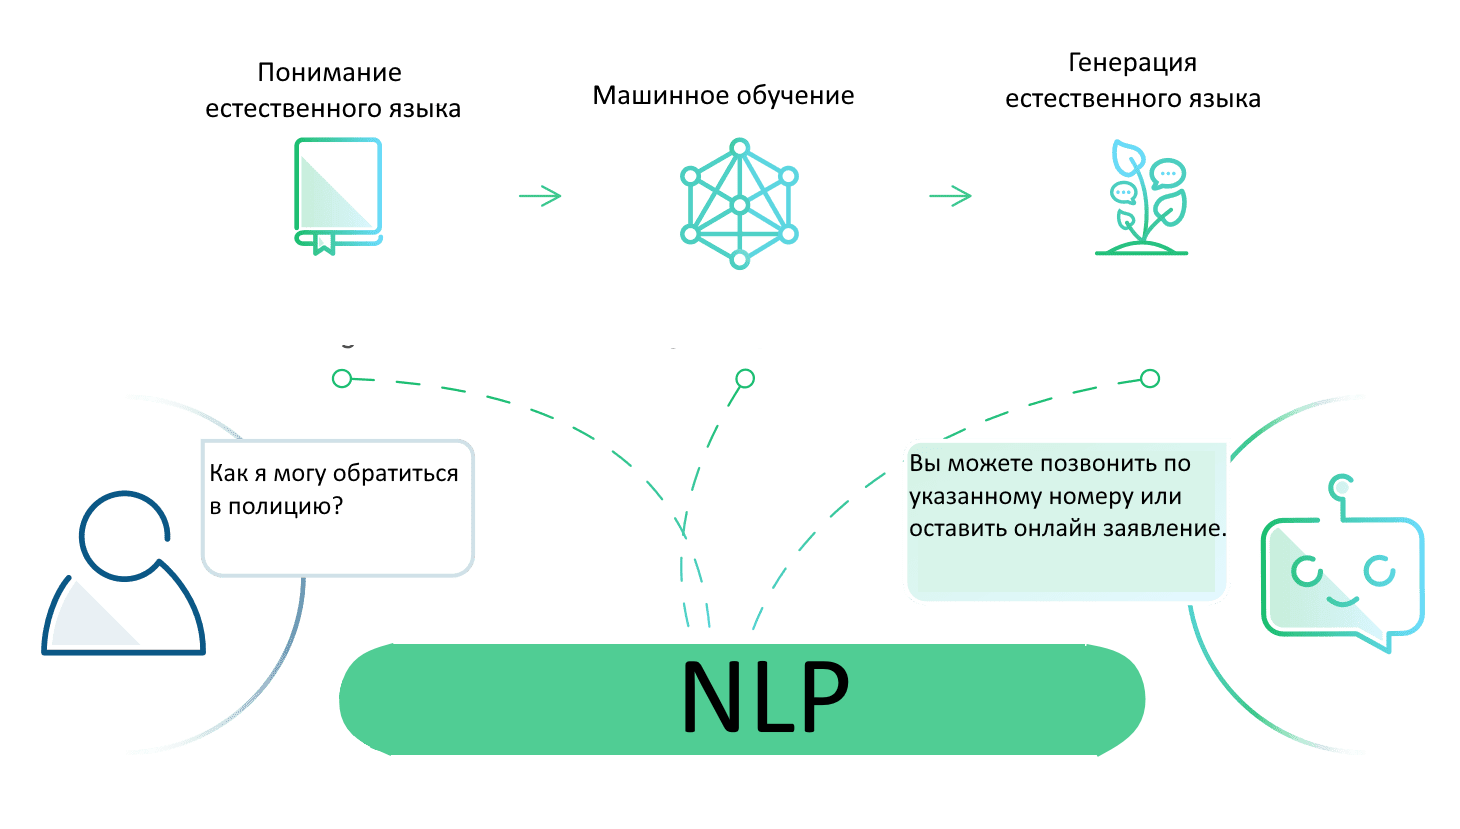 Понимание
естественного языка
Машинное обучение
Генерация
естественного языка
Как я могу обратиться
в полицию?
Вы можете позвонить по
указанному номеру или
оставить онлайн заявление.
NLP